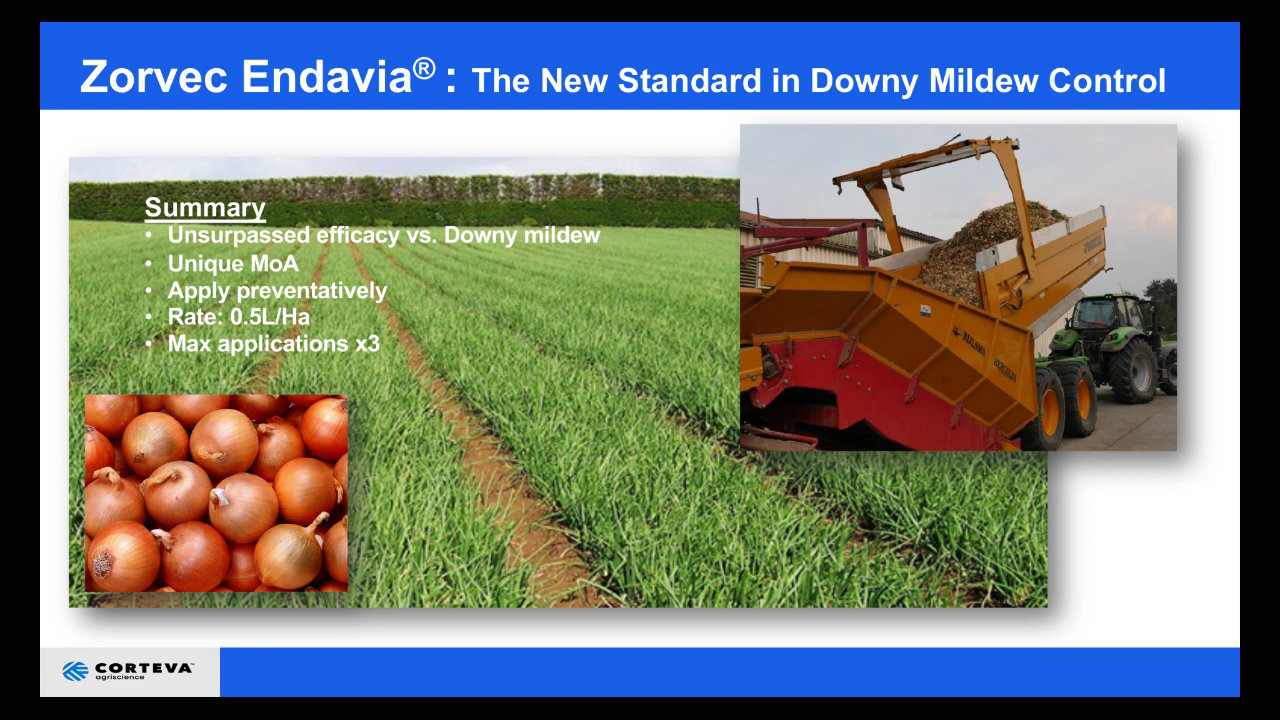 Zorvec Endavia® : The New Standard in Downy Mildew Control
Summary
• Unsurpassed efficacy vs. Downy mildew
• Unique MoA
• Apply preventatively
• Rate: 0.5L/Ha
• Max applications x3
CORTEVA™
agriscience